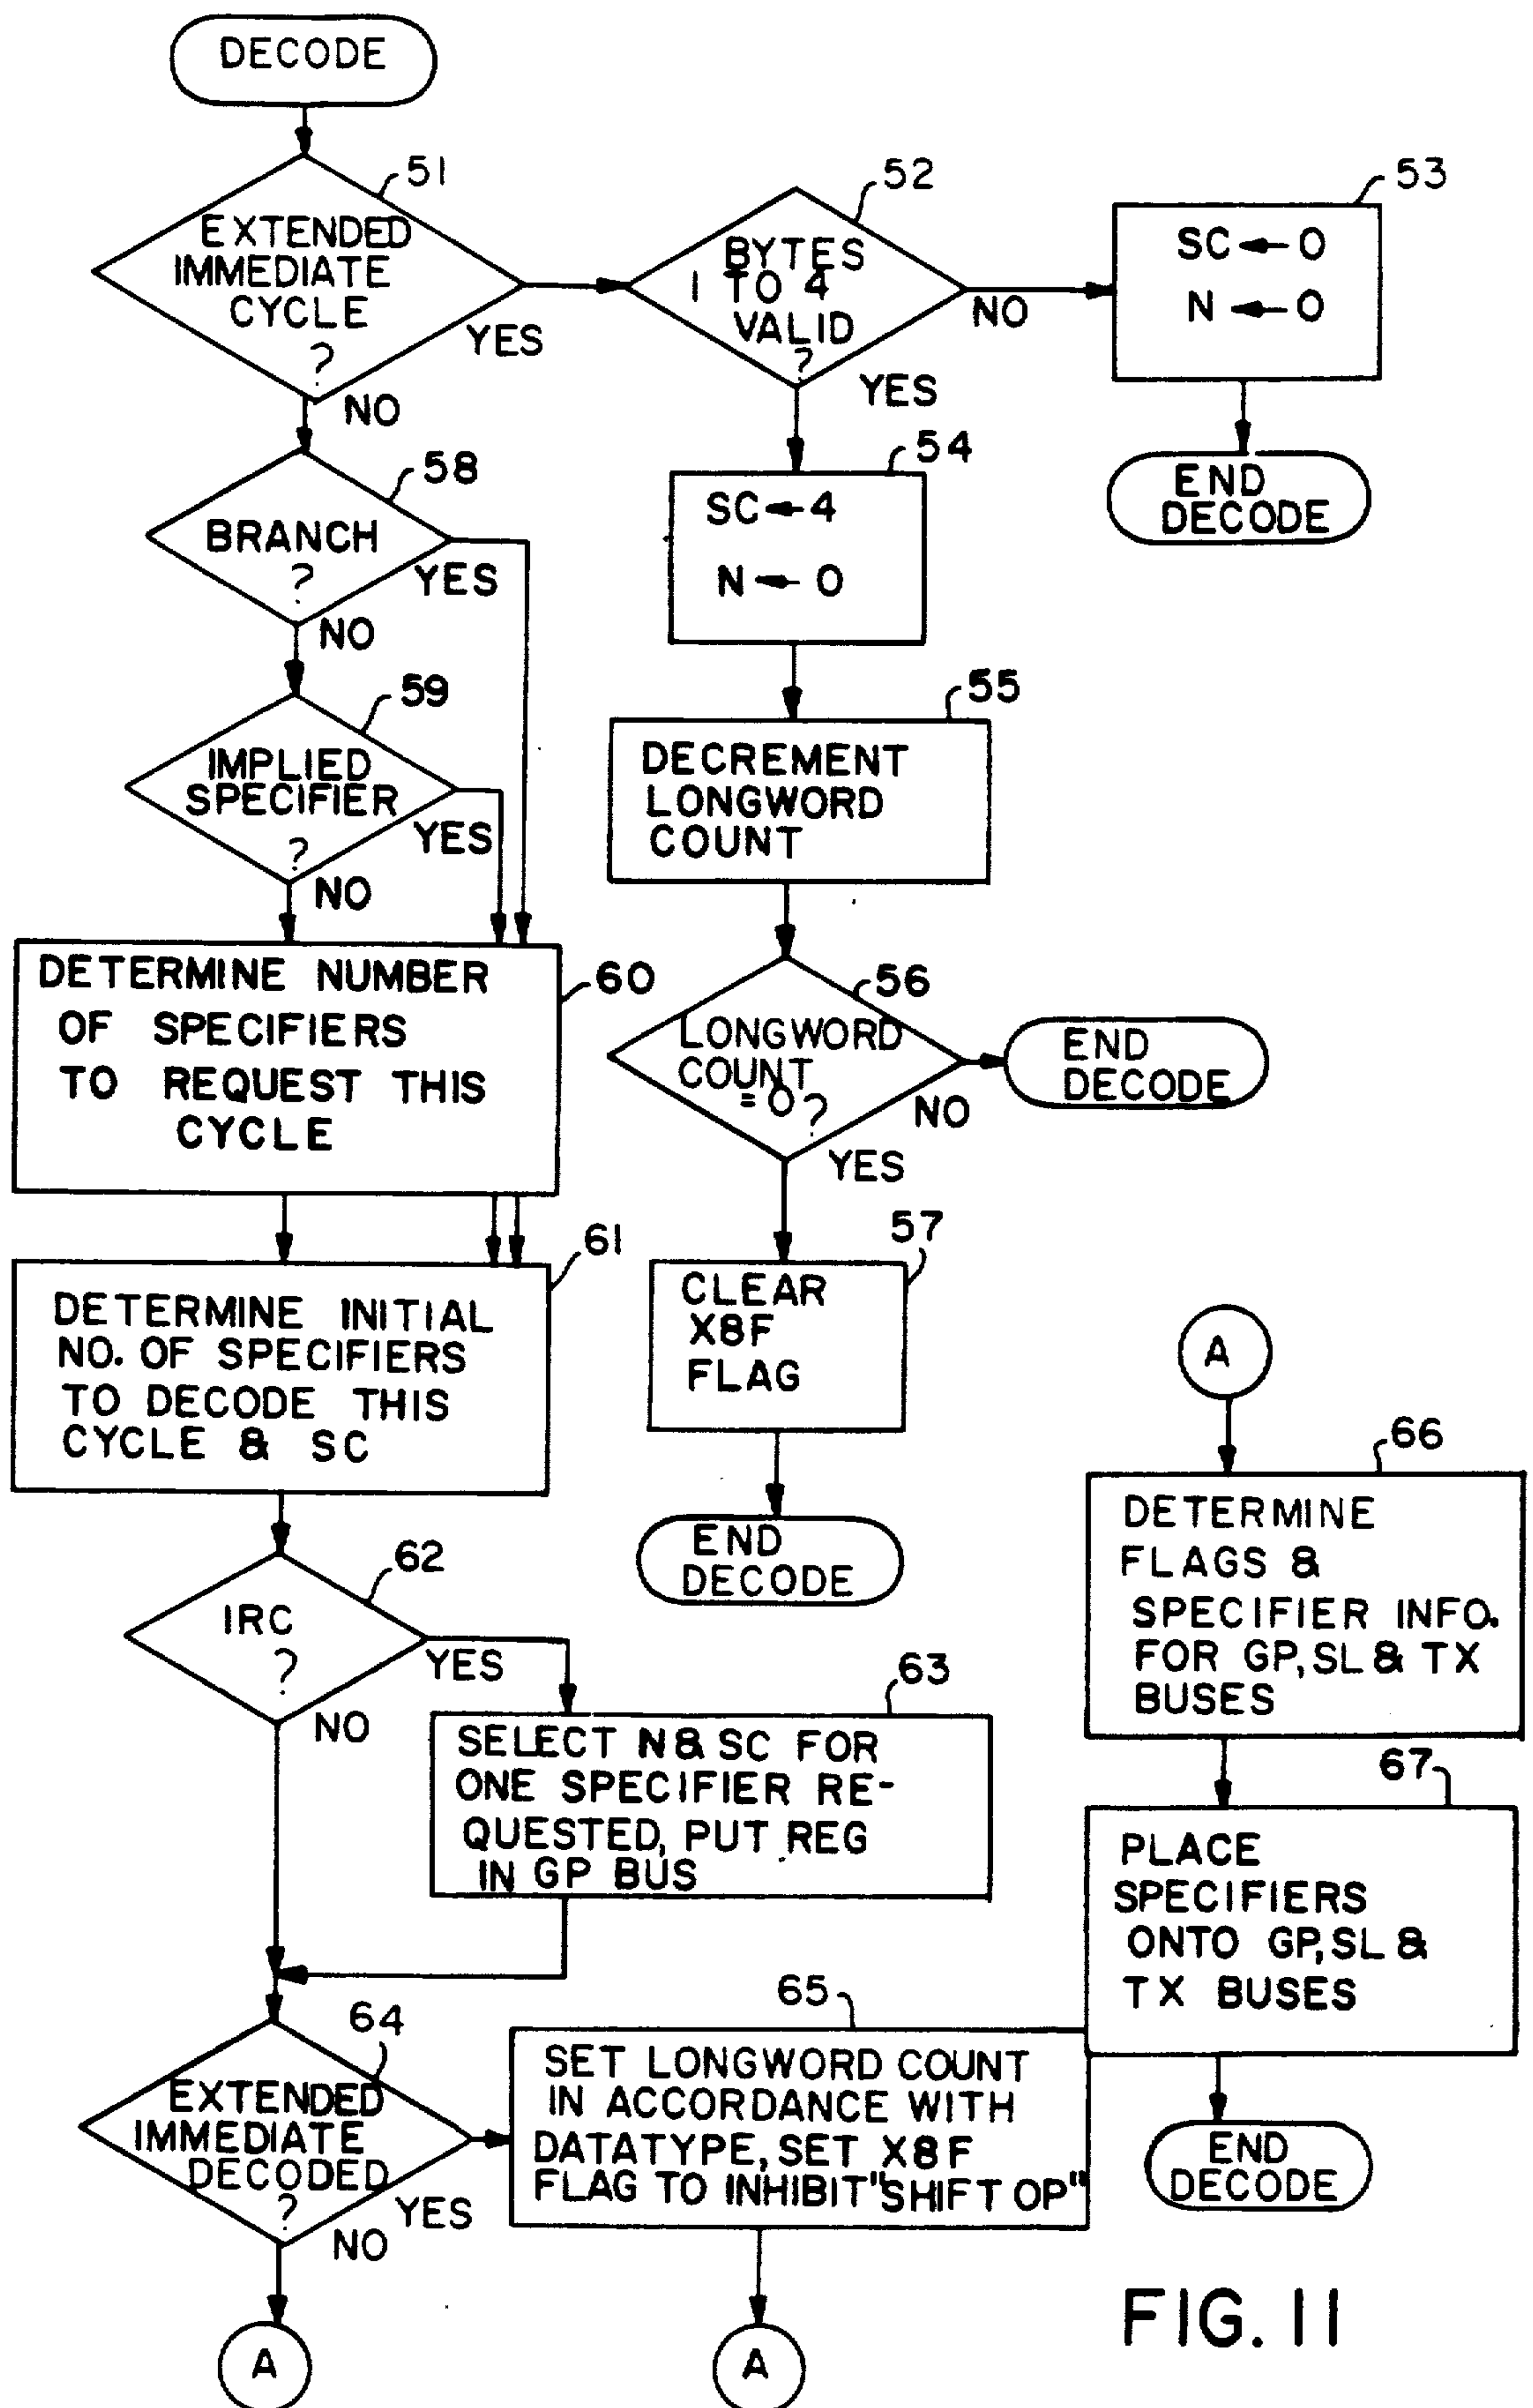 DECODE
51
EXTENDED
IMMEDIATE
CYCLE
?
YES
NO
52
BYTES
1 TO 4
VALID
?
NO
YES
53
SC ← 0
N ← 0
END
DECODE
54
SC ← 4
N ← 0
55
DECREMENT
LONGWORD
COUNT
56
LONGWORD
COUNT
= 0 ?
NO
YES
END
DECODE
57
CLEAR
X8F
FLAG
END
DECODE
58
BRANCH
?
YES
NO
59
IMPLIED
SPECIFIER
?
YES
NO
60
DETERMINE NUMBER
OF SPECIFIERS
TO REQUEST THIS
CYCLE
61
DETERMINE INITIAL
NO. OF SPECIFIERS
TO DECODE THIS
CYCLE & SC
62
IRC
?
YES
NO
63
SELECT N & SC FOR
ONE SPECIFIER RE-
QUESTED, PUT REG
IN GP BUS
64
EXTENDED
IMMEDIATE
DECODED
?
YES
NO
65
SET LONGWORD COUNT
IN ACCORDANCE WITH
DATATYPE, SET X8F
FLAG TO INHIBIT "SHIFT OP"
A
A
A
66
DETERMINE
FLAGS &
SPECIFIER INFO.
FOR GP, SL & TX
BUSES
67
PLACE
SPECIFIERS
ONTO GP, SL &
TX BUSES
END
DECODE
FIG. 11